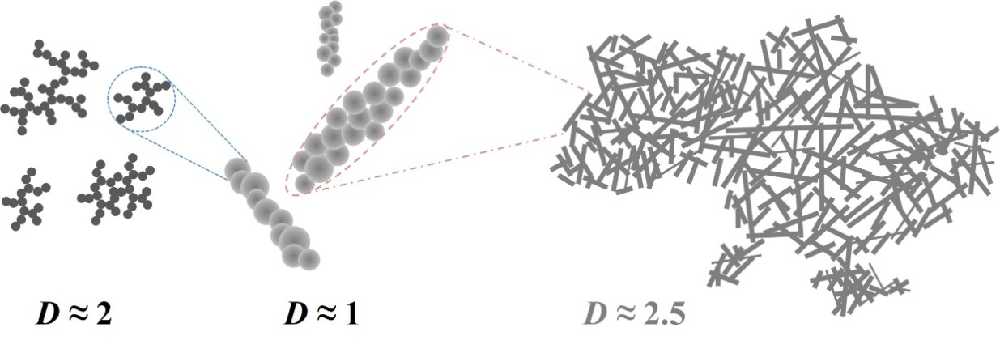 D ≈ 2
D ≈ 1
D ≈ 2.5